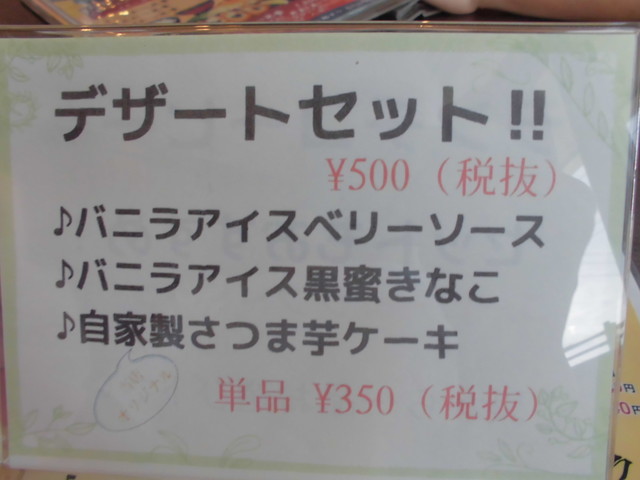 デザートセット!!
¥500（税抜）
♪バニラアイスベリーソース
♪バニラアイス黒蜜きなこ
♪自家製さつま芋ケーキ
単品 ¥350（税抜）